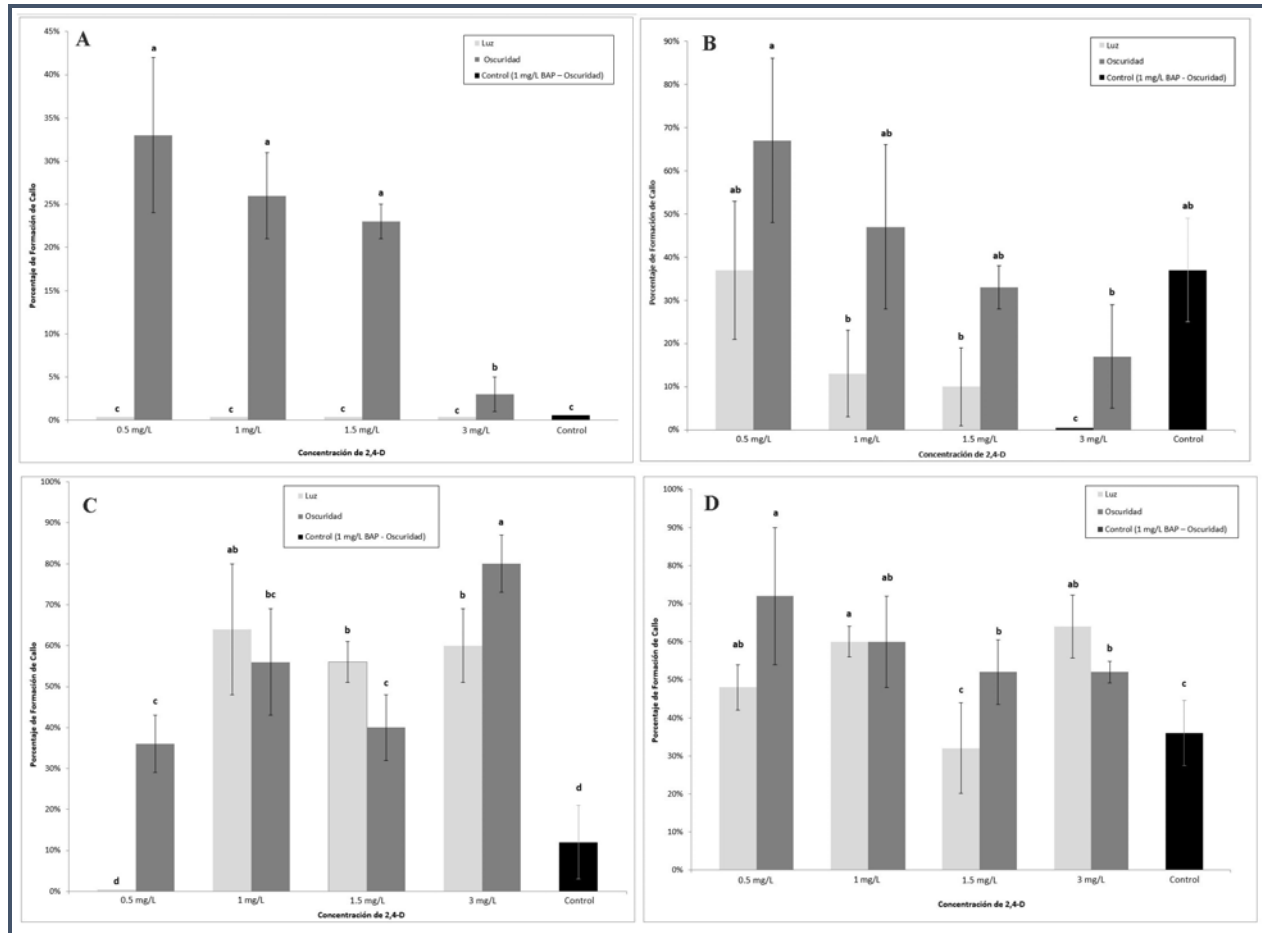 A
Luz
Oscuridad
Control (1 mg/L BAP – Oscuridad)
45%
40%
35%
30%
25%
20%
15%
10%
5%
0%
Porcentaje de Formación de Callo
a
a
a
b
c
c
c
c
c
0.5 mg/L
1 mg/L
1.5 mg/L
3 mg/L
Control
Concentración de 2,4-D
B
Luz
Oscuridad
Control (1 mg/L BAP - Oscuridad)
90%
80%
70%
60%
50%
40%
30%
20%
10%
0%
Porcentaje de Formación de Callo
ab
a
b
ab
b
ab
c
b
ab
0.5 mg/L
1 mg/L
1.5 mg/L
3 mg/L
Control
Concentración de 2,4-D
C
Luz
Oscuridad
Control (1 mg/L BAP - Oscuridad)
100%
90%
80%
70%
60%
50%
40%
30%
20%
10%
0%
Porcentaje de Formación de Callo
d
c
ab
bc
b
c
b
a
d
0.5 mg/L
1 mg/L
1.5 mg/L
3 mg/L
Control
Concentración de 2,4-D
D
Luz
Oscuridad
Control (1 mg/L BAP – Oscuridad)
100%
90%
80%
70%
60%
50%
40%
30%
20%
10%
0%
Porcentaje de Formación de Callo
ab
a
a
ab
c
b
ab
b
c
0.5 mg/L
1 mg/L
1.5 mg/L
3 mg/L
Control
Concentración de 2,4-D